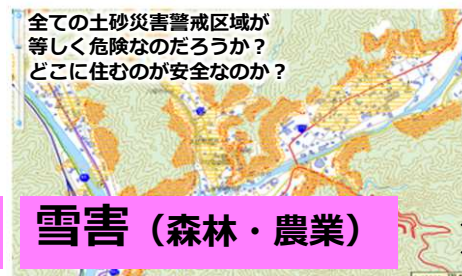 全ての土砂災害警戒区域が
等しく危険なのだろうか？
どこに住むのが安全なのか？
雪害（森林・農業）